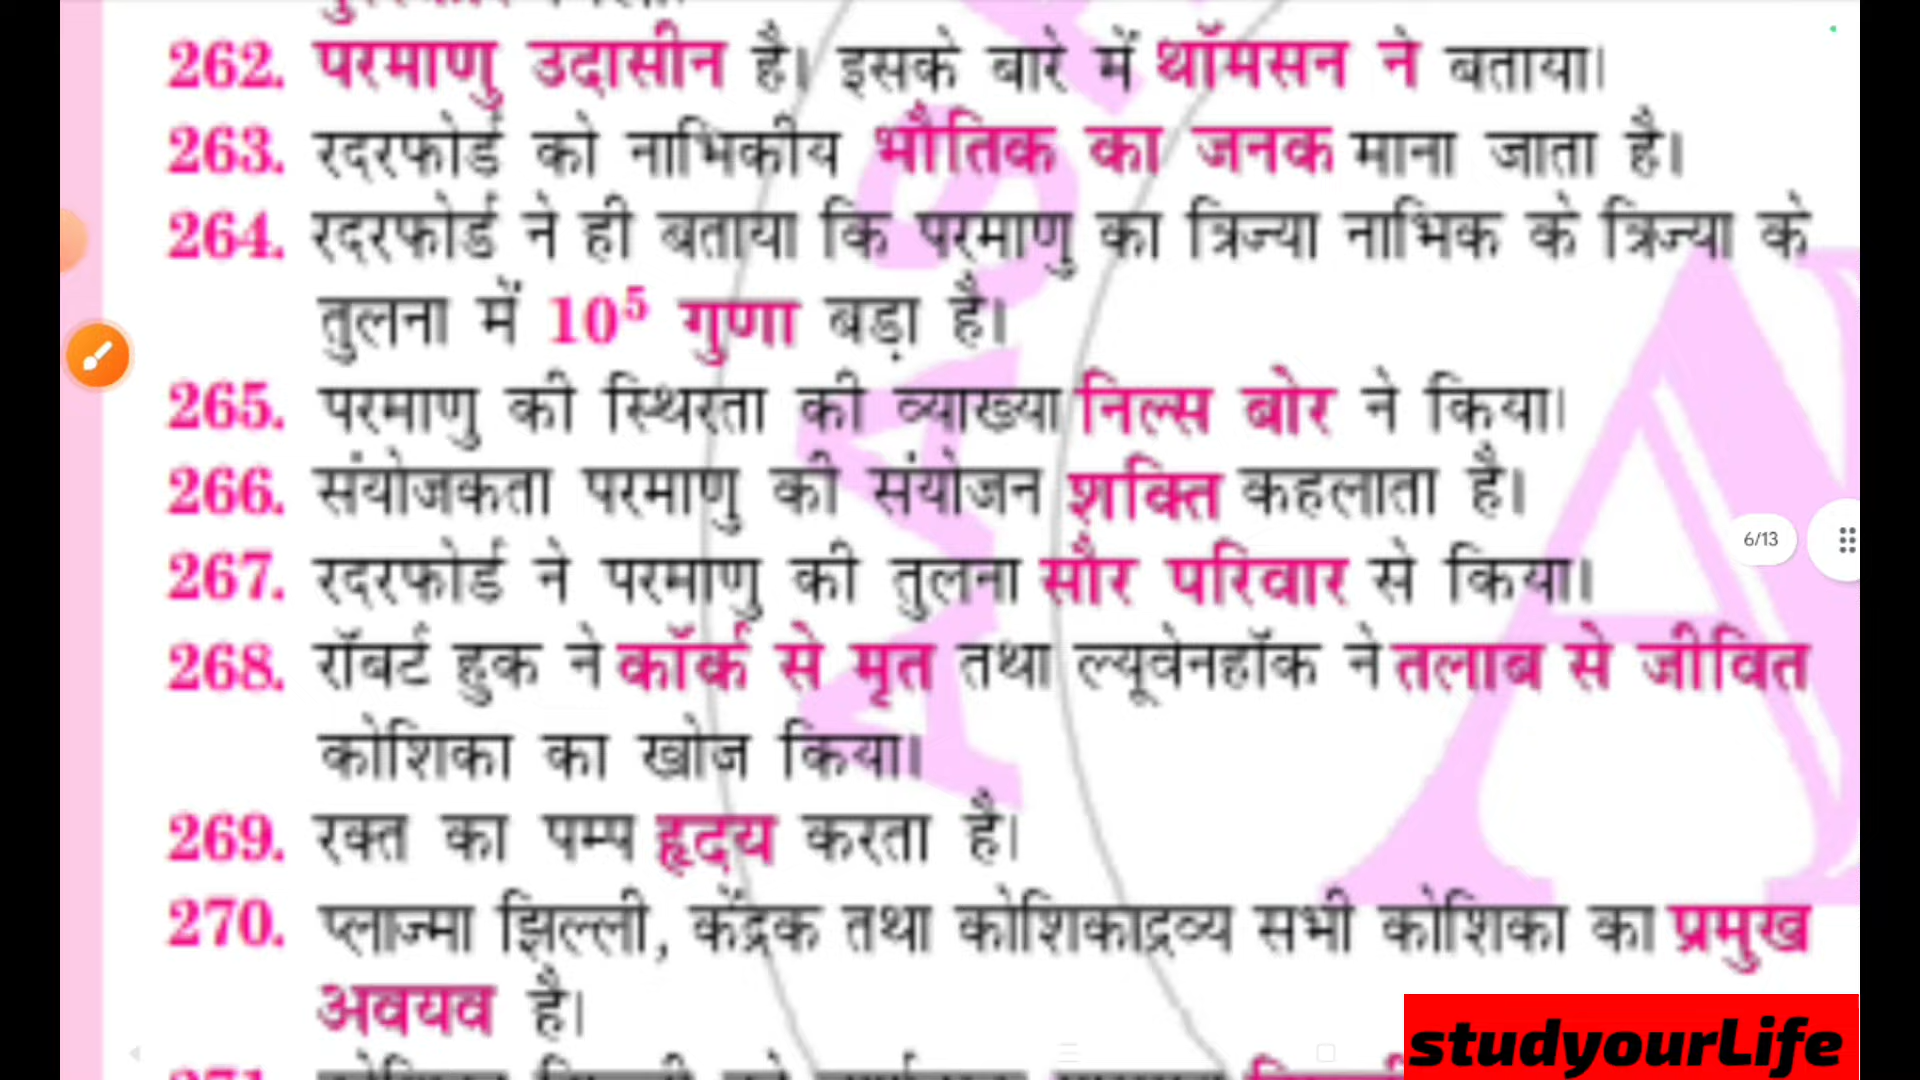 262. परमाणु उदासीन है। इसके बारे में थॉमसन ने बताया।
263. रदरफोर्ड को नाभिकीय भौतिक का जनक माना जाता है।
264. रदरफोर्ड ने ही बताया कि परमाणु का त्रिज्या नाभिक के त्रिज्या के
तुलना में 10⁵ गुणा बड़ा है।
265. परमाणु की स्थिरता की व्याख्या निल्स बोर ने किया।
266. संयोजकता परमाणु की संयोजन शक्ति कहलाता है।
6/13
267. रदरफोर्ड ने परमाणु की तुलना सौर परिवार से किया।
268. रॉबर्ट हुक ने कॉर्क से मृत तथा ल्यूवेनहॉक ने तलाब से जीवित
कोशिका का खोज किया।
269. रक्त का पम्प हृदय करता है।
270. प्लाज्मा झिल्ली, केंद्रक तथा कोशिकाद्रव्य सभी कोशिका का प्रमुख
अवयव है।
studyourLife